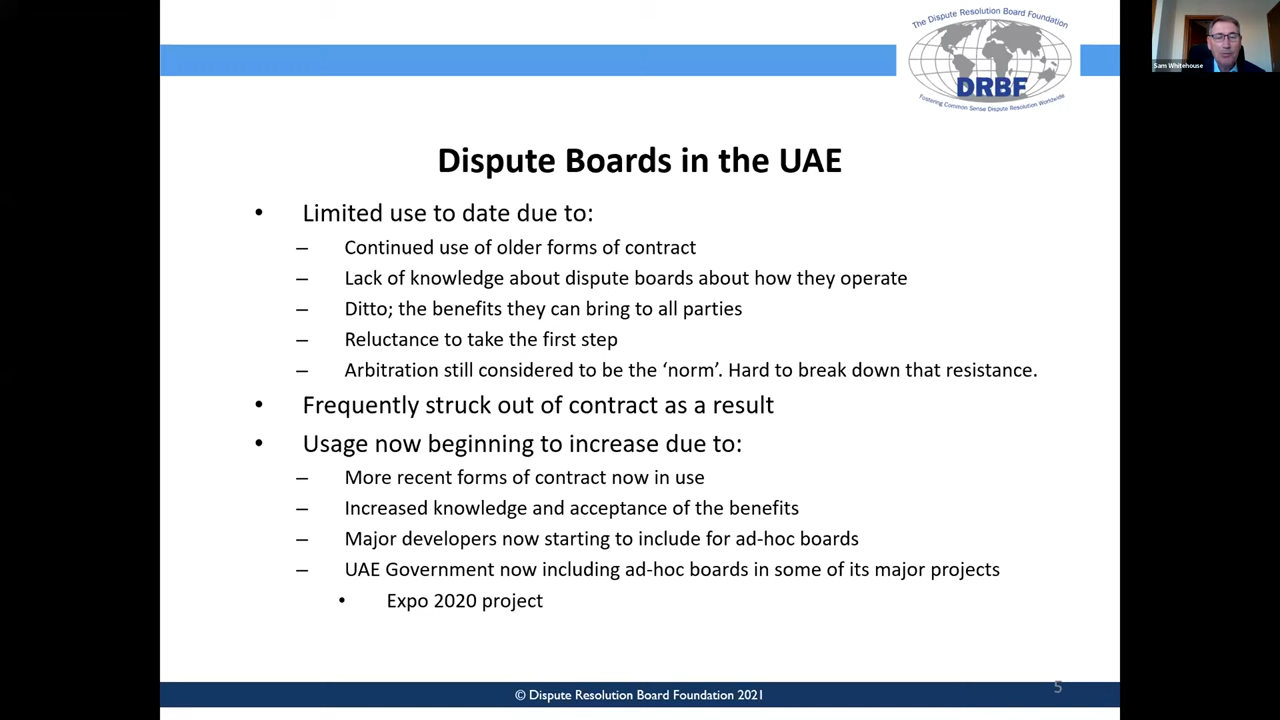 The Dispute Resolution Board Foundation
DRBF
Fostering Common Sense Dispute Resolution Worldwide
Sam Whitehouse
Dispute Boards in the UAE
• Limited use to date due to:
– Continued use of older forms of contract
– Lack of knowledge about dispute boards about how they operate
– Ditto; the benefits they can bring to all parties
– Reluctance to take the first step
– Arbitration still considered to be the ‘norm’. Hard to break down that resistance.
• Frequently struck out of contract as a result
• Usage now beginning to increase due to:
– More recent forms of contract now in use
– Increased knowledge and acceptance of the benefits
– Major developers now starting to include for ad-hoc boards
– UAE Government now including ad-hoc boards in some of its major projects
• Expo 2020 project
© Dispute Resolution Board Foundation 2021
5